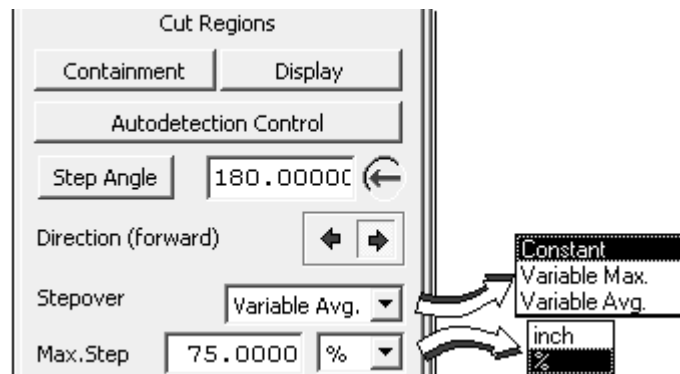 Cut Regions
Containment Display
Autodetection Control
Step Angle 180.00000
Direction (forward)
Stepover Variable Avg.
Max.Step 75.0000 %
Constant
Variable Max.
Variable Avg.
inch
%